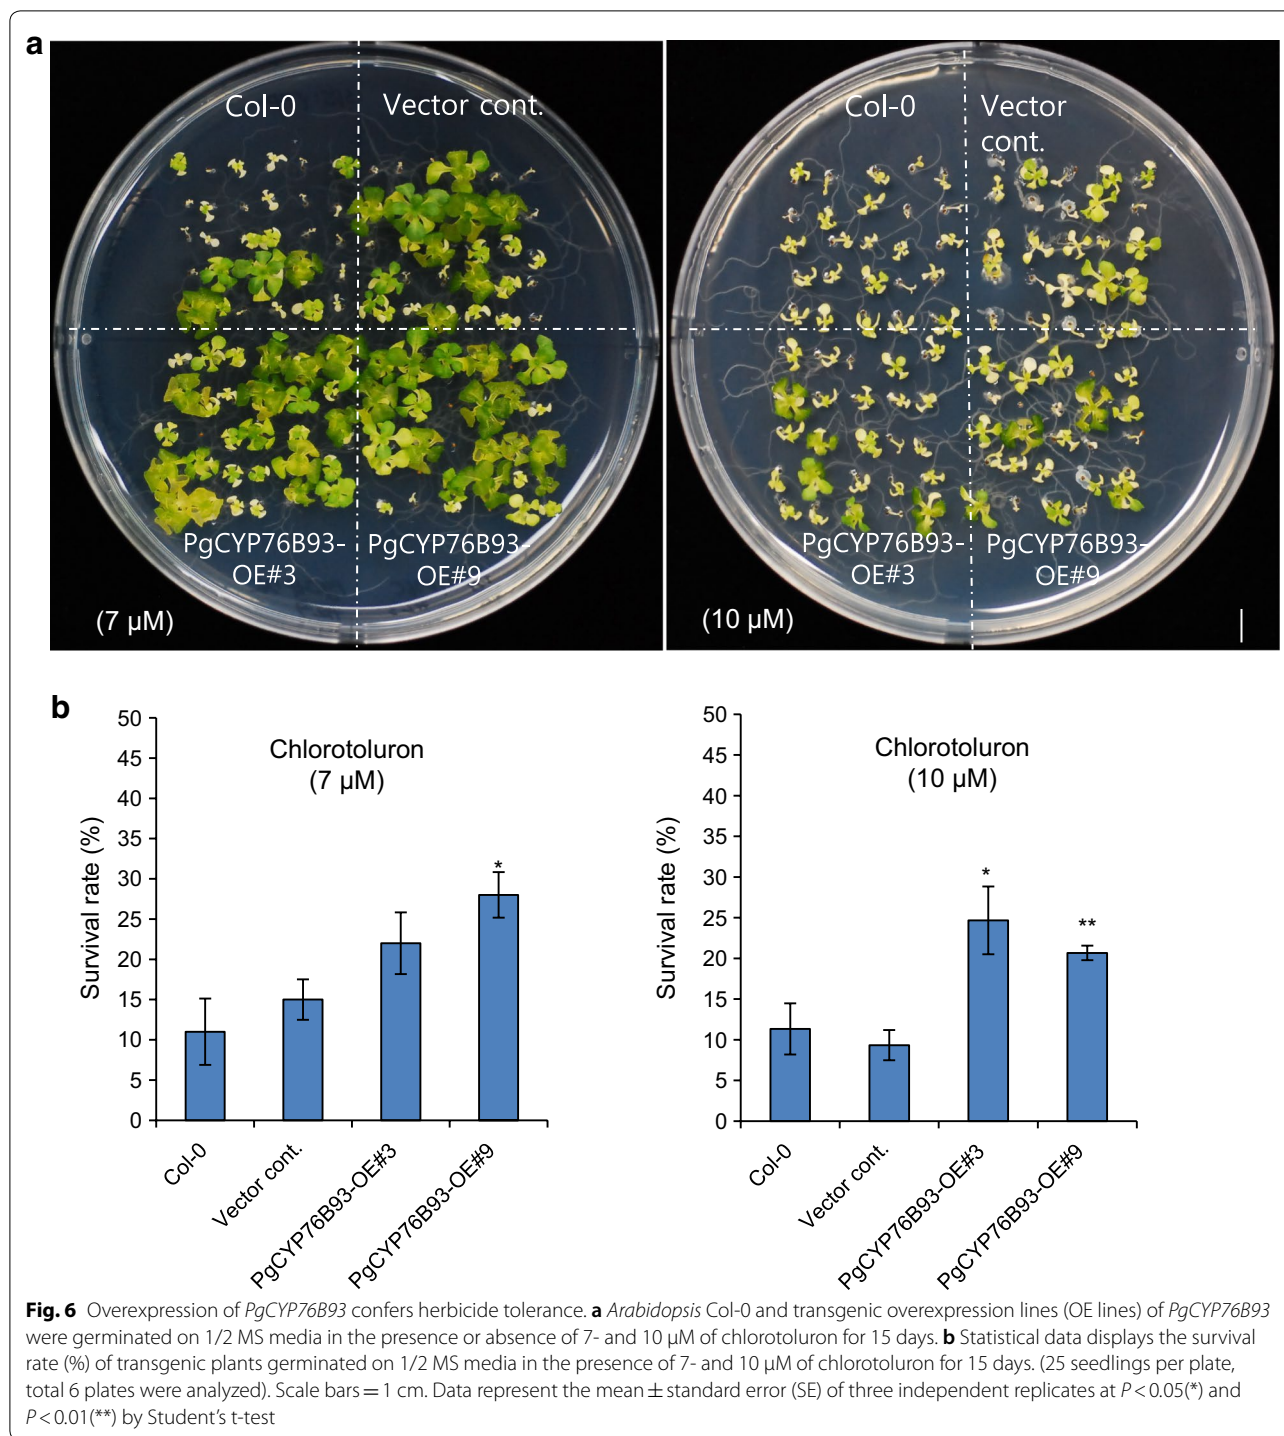 a
Col-0
Vector cont.
PgCYP76B93-
OE#3
PgCYP76B93-
OE#9
(7 µM)
Col-0
Vector
cont.
PgCYP76B93-
OE#3
PgCYP76B93-
OE#9
(10 µM)
b
Chlorotoluron
(7 µM)
Survival rate (%)
50
45
40
35
30
25
20
15
10
5
0
*
Col-0
Vector cont.
PgCYP76B93-OE#3
PgCYP76B93-OE#9
Chlorotoluron
(10 µM)
Survival rate (%)
50
45
40
35
30
25
20
15
10
5
0
*
**
Col-0
Vector cont.
PgCYP76B93-OE#3
PgCYP76B93-OE#9
Fig. 6 Overexpression of PgCYP76B93 confers herbicide tolerance. a Arabidopsis Col-0 and transgenic overexpression lines (OE lines) of PgCYP76B93
were germinated on 1/2 MS media in the presence or absence of 7- and 10 µM of chlorotoluron for 15 days. b Statistical data displays the survival
rate (%) of transgenic plants germinated on 1/2 MS media in the presence of 7- and 10 µM of chlorotoluron for 15 days. (25 seedlings per plate,
total 6 plates were analyzed). Scale bars = 1 cm. Data represent the mean ± standard error (SE) of three independent replicates at P < 0.05(*) and
P < 0.01(**) by Student's t-test